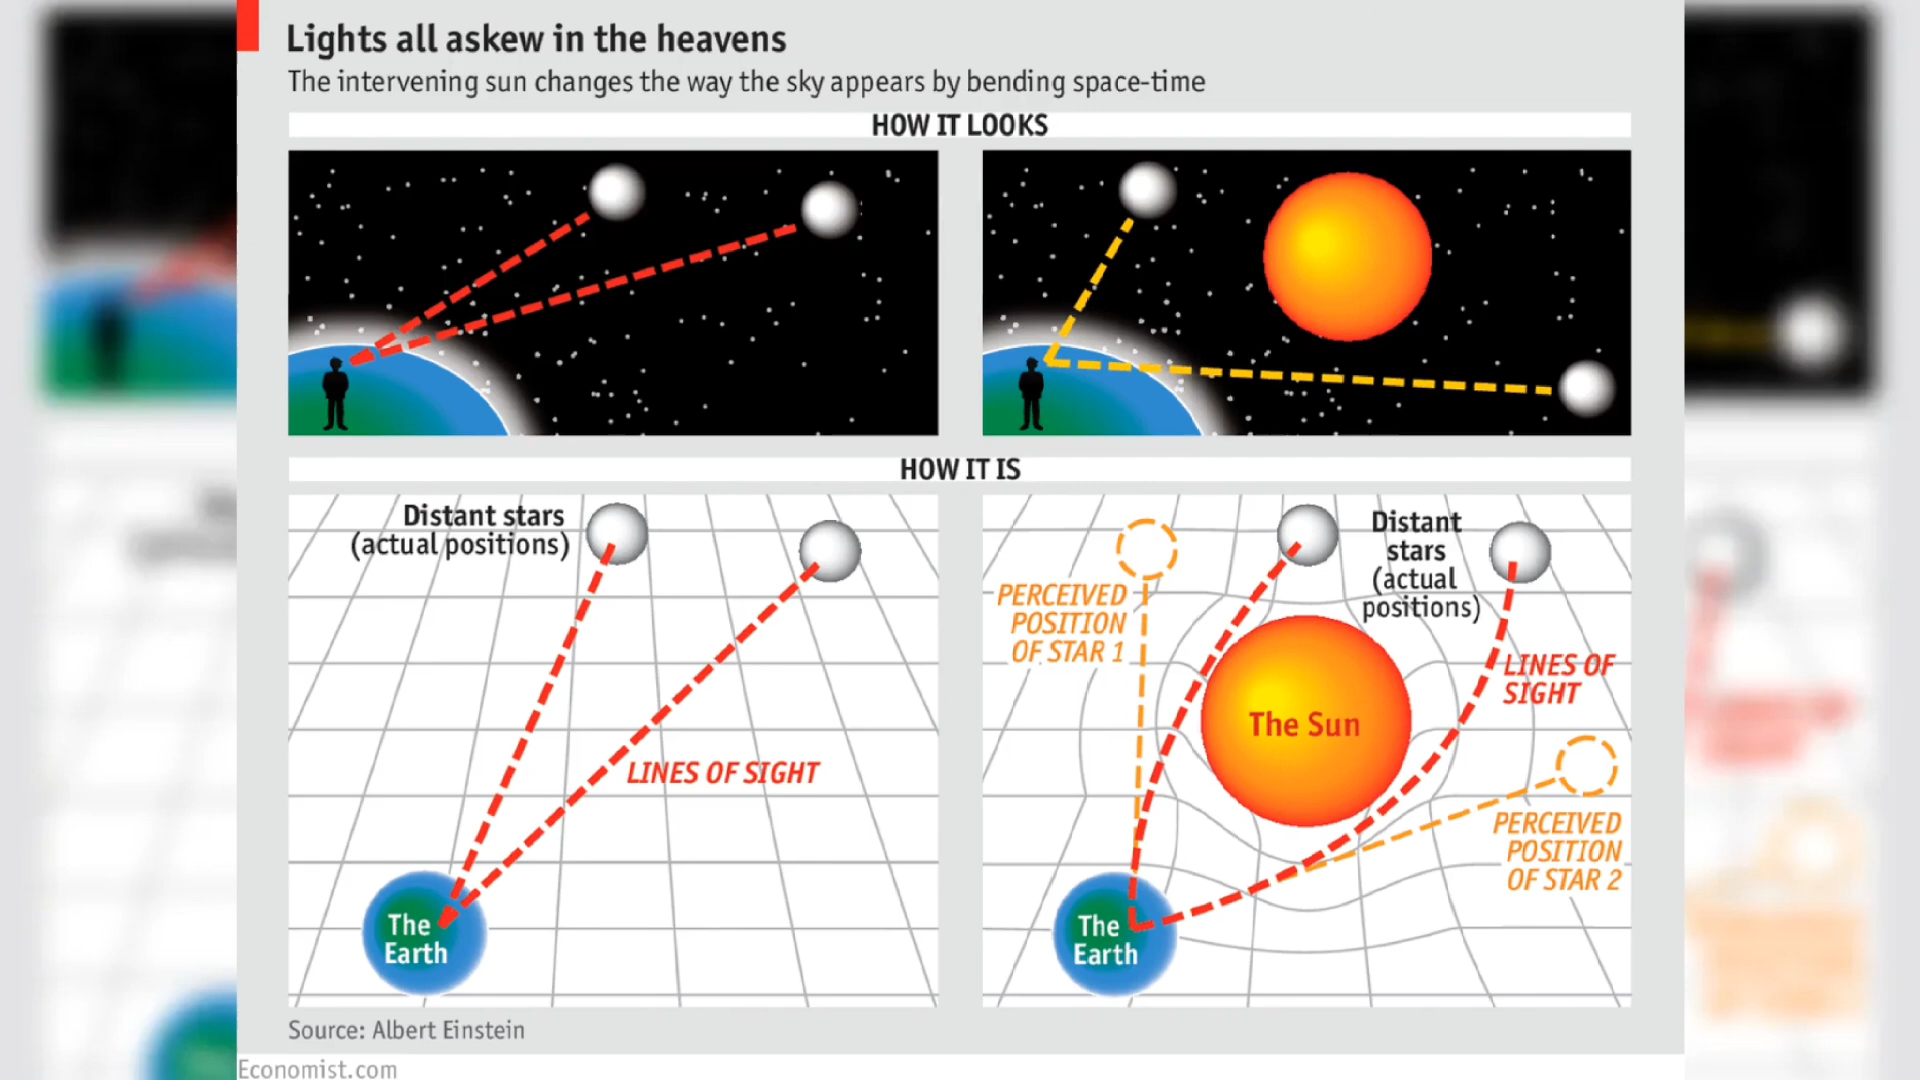 Lights all askew in the heavens
The intervening sun changes the way the sky appears by bending space-time
HOW IT LOOKS
HOW IT IS
Distant stars
(actual positions)
LINES OF SIGHT
The
Earth
PERCEIVED
POSITION
OF STAR 1
Distant
stars
(actual
positions)
LINES OF
SIGHT
The Sun
PERCEIVED
POSITION
OF STAR 2
The
Earth
Source: Albert Einstein
Economist.com